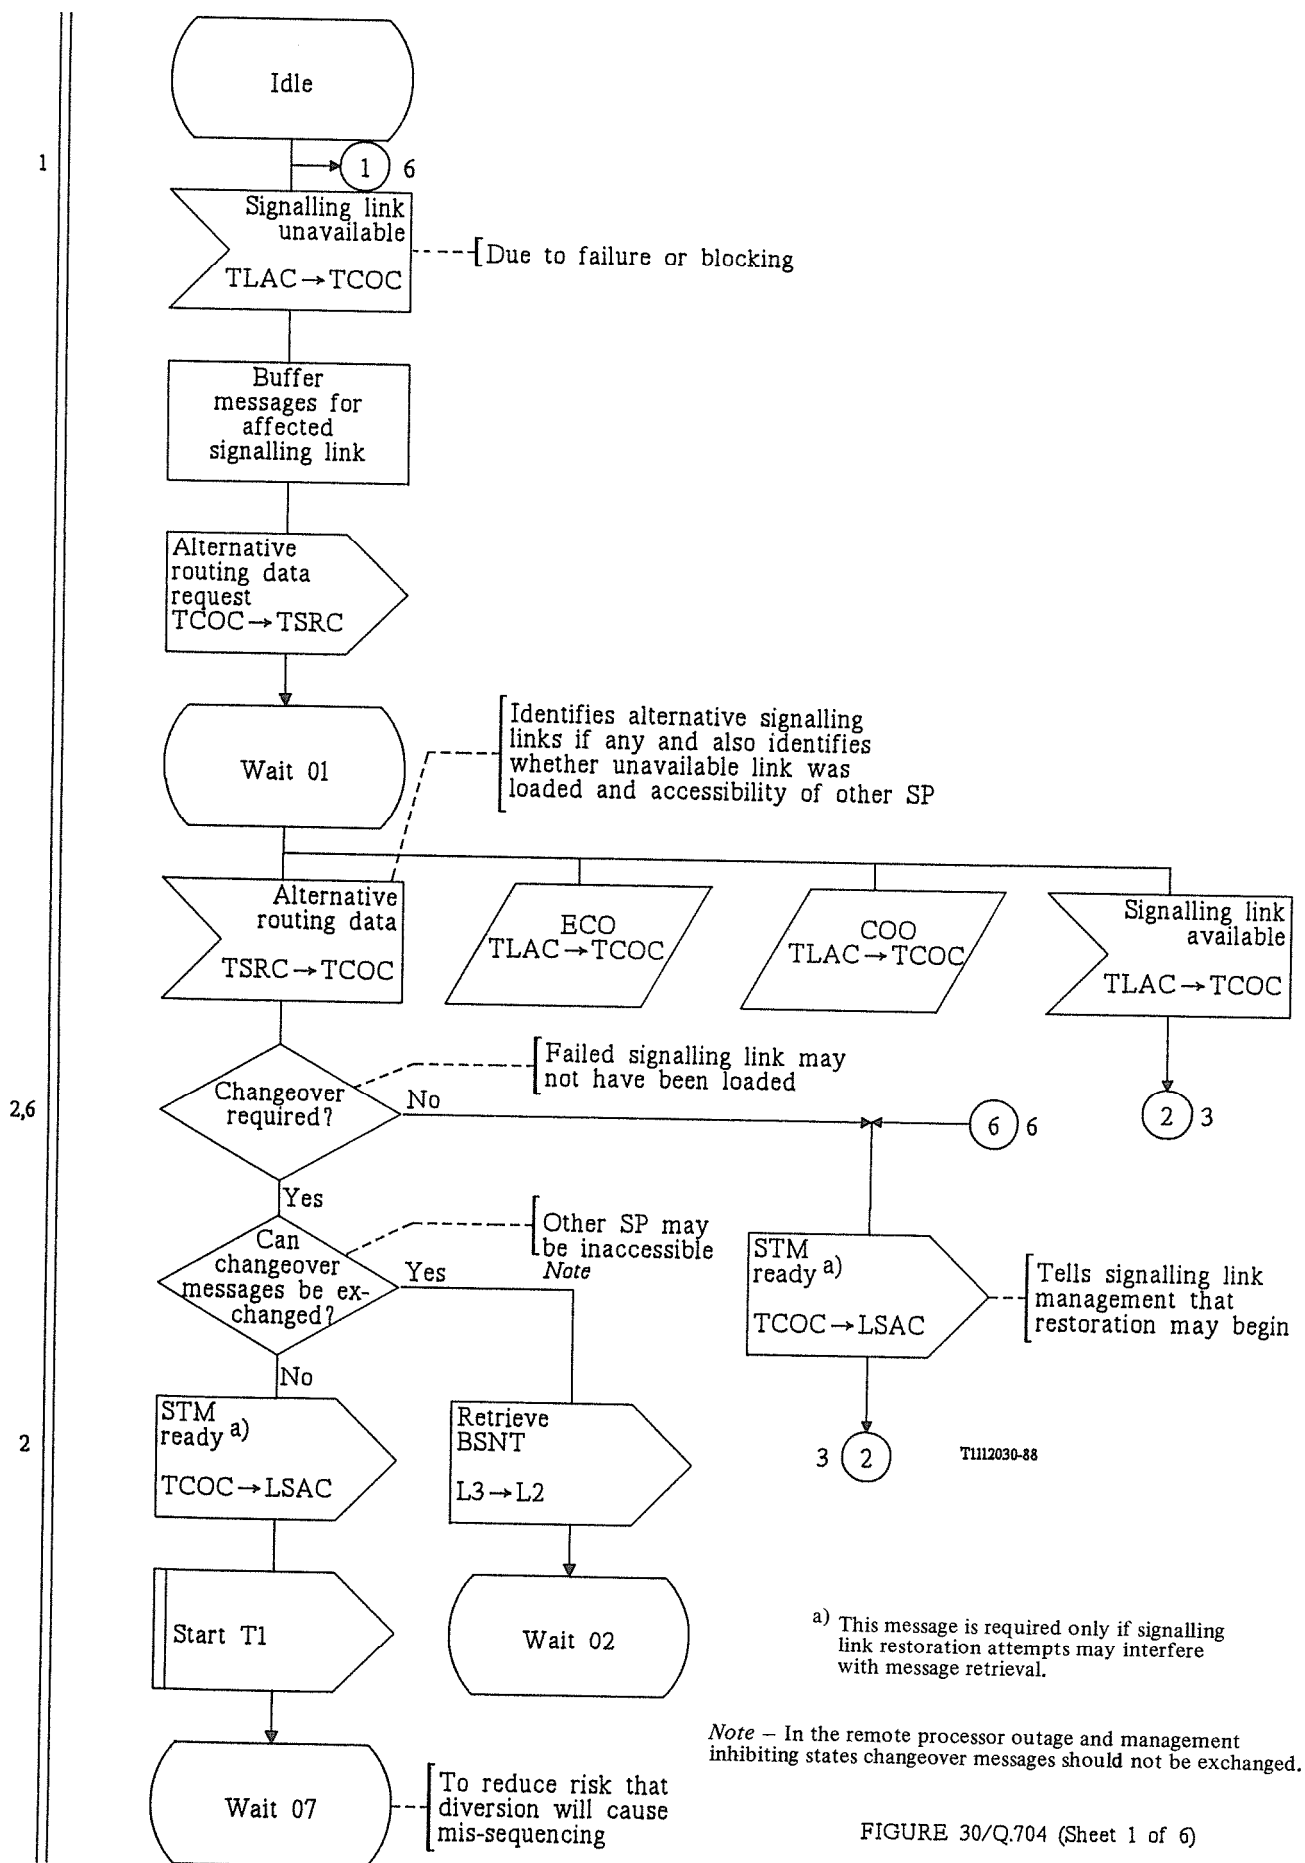 Idle
1
1
6
Signalling link
unavailable
TLAC→TCOC
Due to failure or blocking
Buffer
messages for
affected
signalling link
Alternative
routing data
request
TCOC→TSRC
Wait 01
Identifies alternative signalling
links if any and also identifies
whether unavailable link was
loaded and accessibility of other SP
Alternative
routing data
TSRC→TCOC
ECO
TLAC→TCOC
COO
TLAC→TCOC
Signalling link
available
TLAC→TCOC
Failed signalling link may
not have been loaded
2,6
Changeover
required?
No
6
6
2
3
Yes
Other SP may
be inaccessible
Note
Can
changeover
messages be ex-
changed?
Yes
No
STM
ready a)
TCOC→LSAC
Tells signalling link
management that
restoration may begin
2
STM
ready a)
TCOC→LSAC
Retrieve
BSNT
L3→L2
3
2
T1112030-88
Start T1
Wait 02
a) This message is required only if signalling
link restoration attempts may interfere
with message retrieval.
Note – In the remote processor outage and management
inhibiting states changeover messages should not be exchanged.
Wait 07
To reduce risk that
diversion will cause
mis-sequencing
FIGURE 30/Q.704 (Sheet 1 of 6)